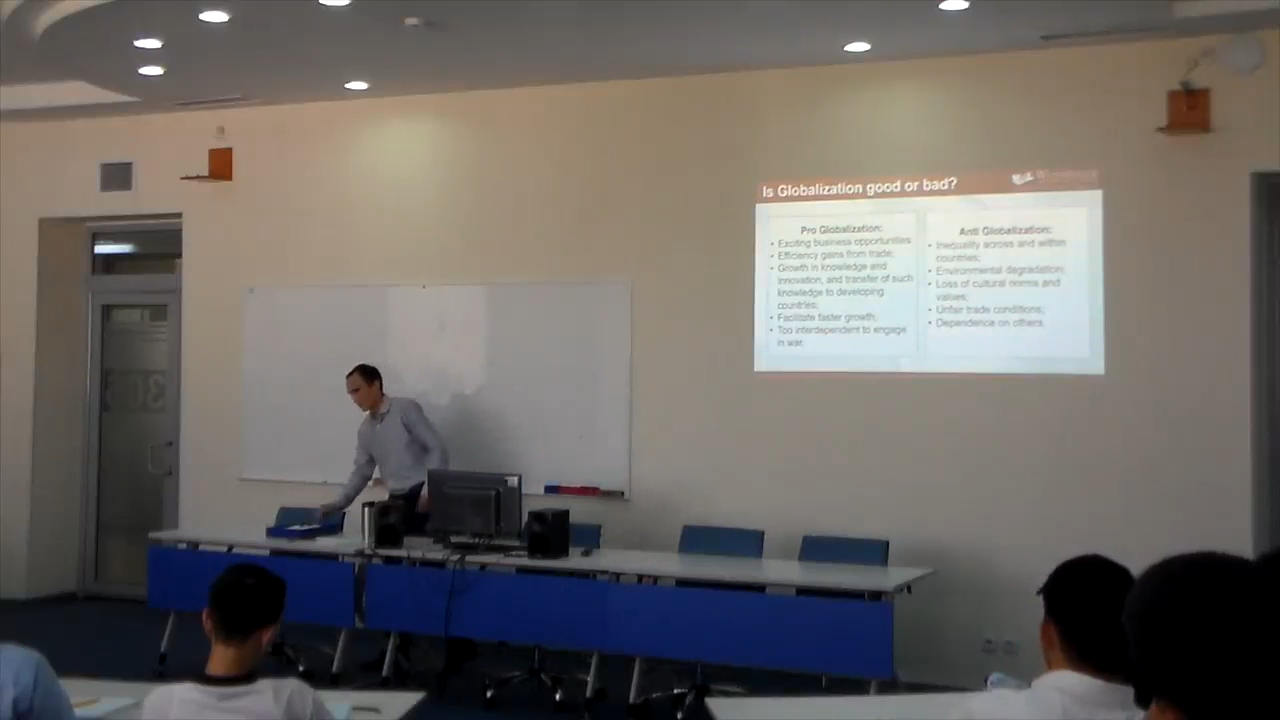 Is Globalization good or bad?
Pro Globalization:
• Exciting business opportunities
• Efficiency gains from trade;
• Growth in knowledge and
innovation, and transfer of such
knowledge to developing
countries;
• Facilitate faster growth;
• Too interdependent to engage
in war.
Anti Globalization:
• Inequality across and within
countries;
• Environmental degradation;
• Loss of cultural norms and
values;
• Unfair trade conditions;
• Dependence on others.